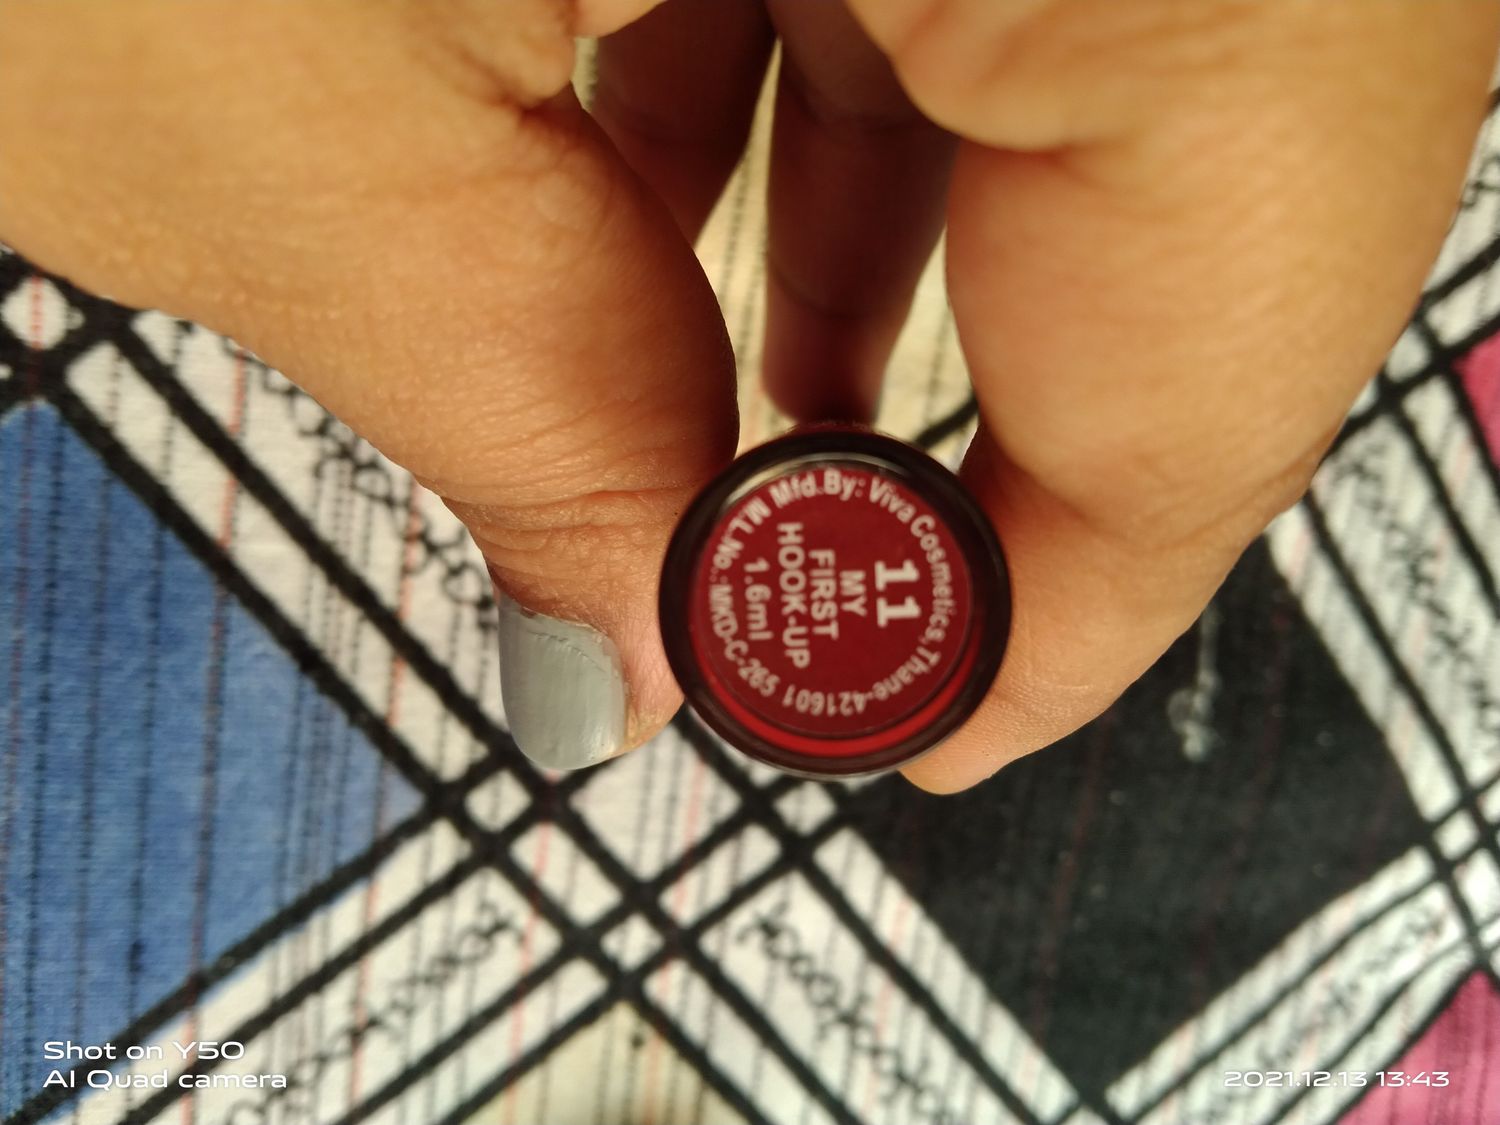 Mfd.By: Viva Cosmetics,Thane-421601
M.L.No.:MKD-C-265
11
MY
FIRST
HOOK-UP
1.6ml
Shot on Y50
AI Quad camera
2021.12.13 13:43